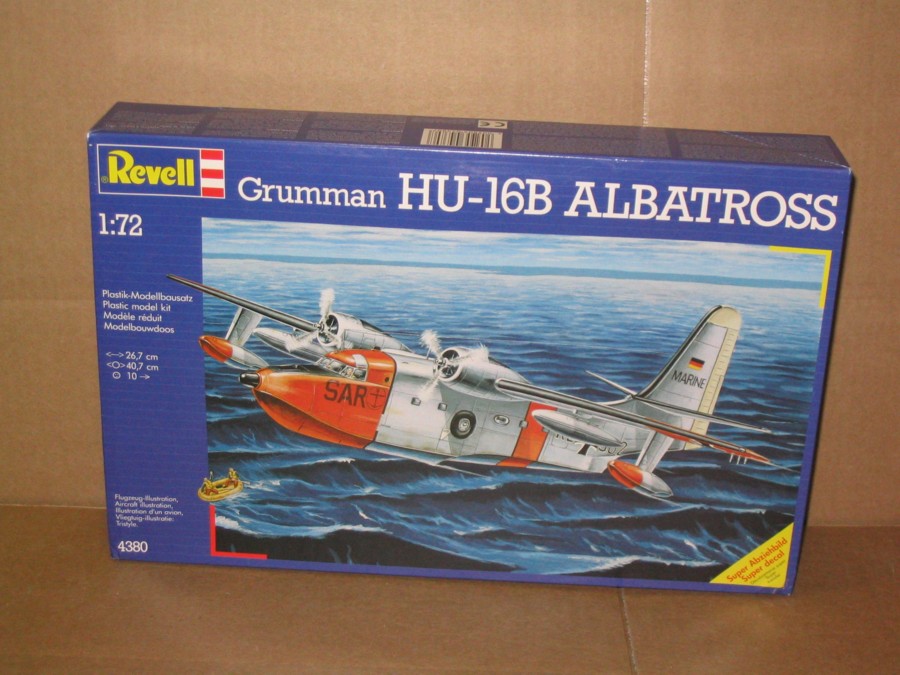 ®Revell
Grumman HU-16B ALBATROSS
1:72
Plastik-Modellbausatz
Plastic model kit
Modèle réduit
Modelbouwdoos
<--> 26,7 cm
<O> 40,7 cm
10 ->
SAR
MARINE
Flugzeug-Illustration,
Aircraft Illustration,
Illustration d'un avion,
Vliegtuig-illustratie:
4380
Super Abziehbild
Super decal
CE